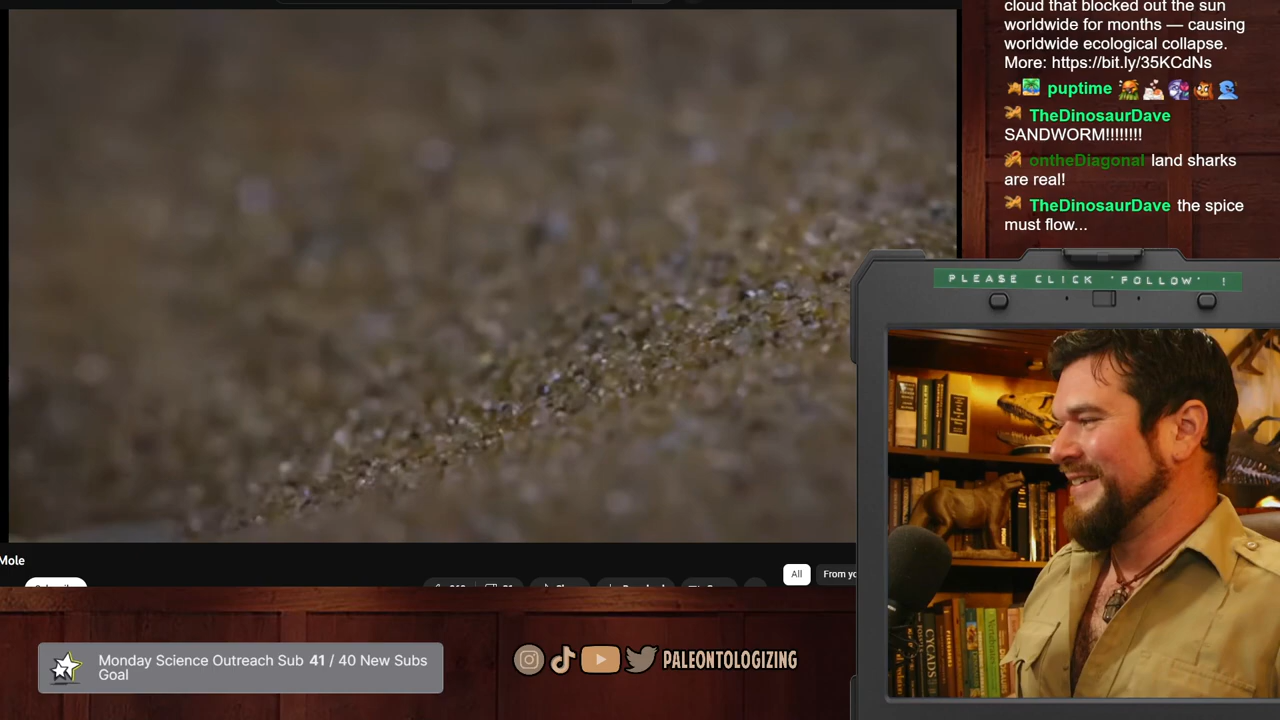 cloud that blocked out the sun
worldwide for months — causing
worldwide ecological collapse.
More: https://bit.ly/35KCdNs
puptime
TheDinosaurDave
SANDWORM!!!!!!!!
ontheDiagonal land sharks
are real!
TheDinosaurDave the spice
must flow...
PLEASE CLICK "FOLLOW" !
Mole
All
From yo
CYCADS
Monday Science Outreach Sub 41 / 40 New Subs
Goal
PALEONTOLOGIZING